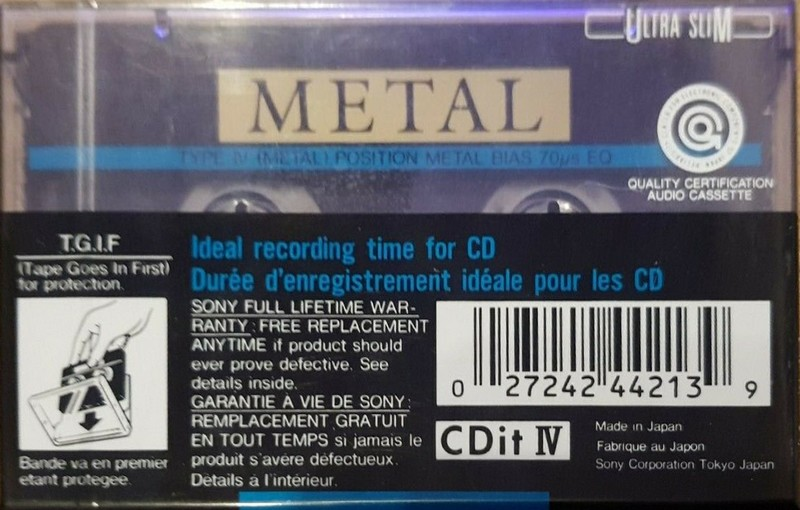 ULTRA SLIM
METAL
TYPE IV (METAL) POSITION METAL BIAS 70µs EQ
QUALITY CERTIFICATION
AUDIO CASSETTE
T.G.I.F
(Tape Goes In First)
for protection.
Bande va en premier
etant protegee.
Ideal recording time for CD
Durée d'enregistrement idéale pour les CD
SONY FULL LIFETIME WAR-
RANTY : FREE REPLACEMENT
ANYTIME if product should
ever prove defective. See
details inside.
GARANTIE À VIE DE SONY :
REMPLACEMENT GRATUIT
EN TOUT TEMPS si jamais le
produit s'avère défectueux.
Détails à l'intérieur.
0 27242 44213 9
CDit IV
Made in Japan
Fabrique au Japon
Sony Corporation Tokyo Japan